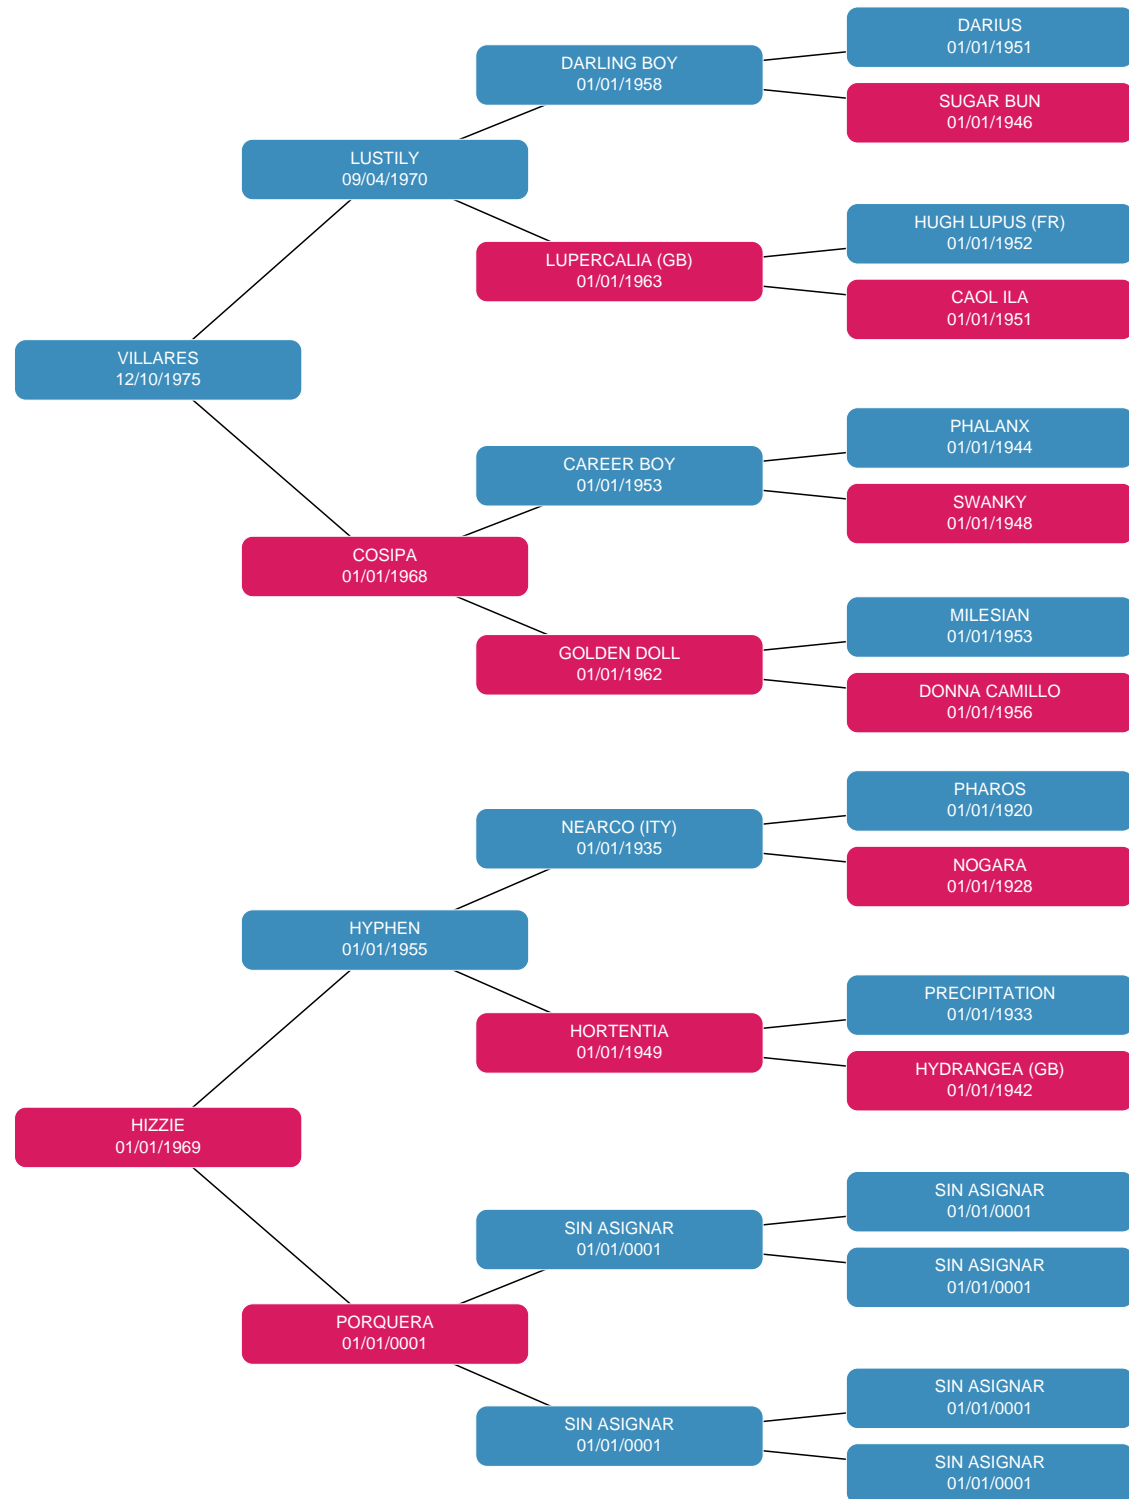 DARIUS
01/01/1951
DARLING BOY
01/01/1958
SUGAR BUN
01/01/1946
LUSTILY
09/04/1970
HUGH LUPUS (FR)
01/01/1952
LUPERCALIA (GB)
01/01/1963
CAOL ILA
01/01/1951
VILLARES
12/10/1975
PHALANX
01/01/1944
CAREER BOY
01/01/1953
SWANKY
01/01/1948
COSIPA
01/01/1968
MILESIAN
01/01/1953
GOLDEN DOLL
01/01/1962
DONNA CAMILLO
01/01/1956
PHAROS
01/01/1920
NEARCO (ITY)
01/01/1935
NOGARA
01/01/1928
HYPHEN
01/01/1955
PRECIPITATION
01/01/1933
HORTENTIA
01/01/1949
HYDRANGEA (GB)
01/01/1942
HIZZIE
01/01/1969
SIN ASIGNAR
01/01/0001
SIN ASIGNAR
01/01/0001
SIN ASIGNAR
01/01/0001
PORQUERA
01/01/0001
SIN ASIGNAR
01/01/0001
SIN ASIGNAR
01/01/0001
SIN ASIGNAR
01/01/0001